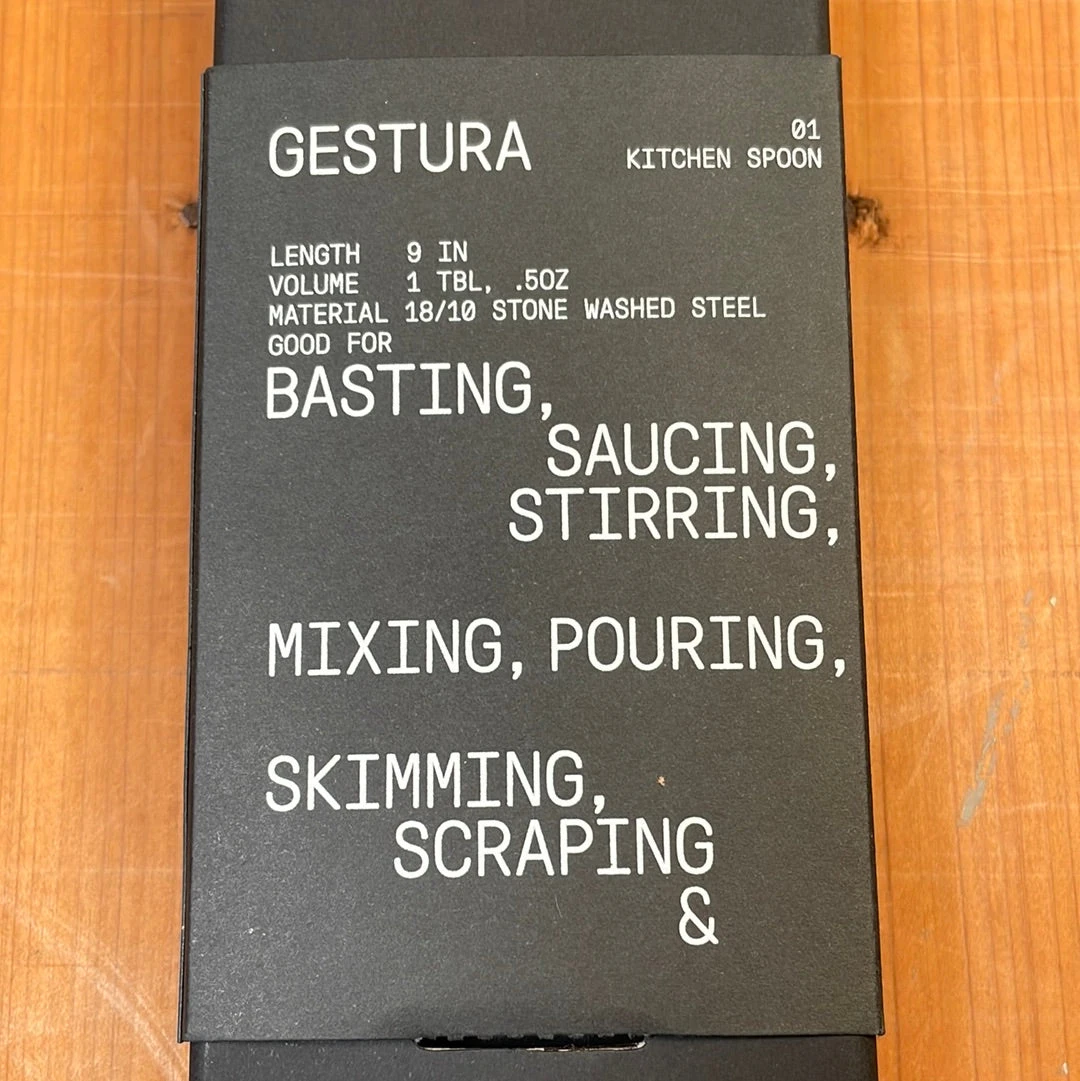 GESTURA
01
KITCHEN SPOON
LENGTH 9 IN
VOLUME 1 TBL, .5OZ
MATERIAL 18/10 STONE WASHED STEEL
GOOD FOR
BASTING,
SAUCING,
STIRRING,
MIXING, POURING,
SKIMMING,
SCRAPING
&